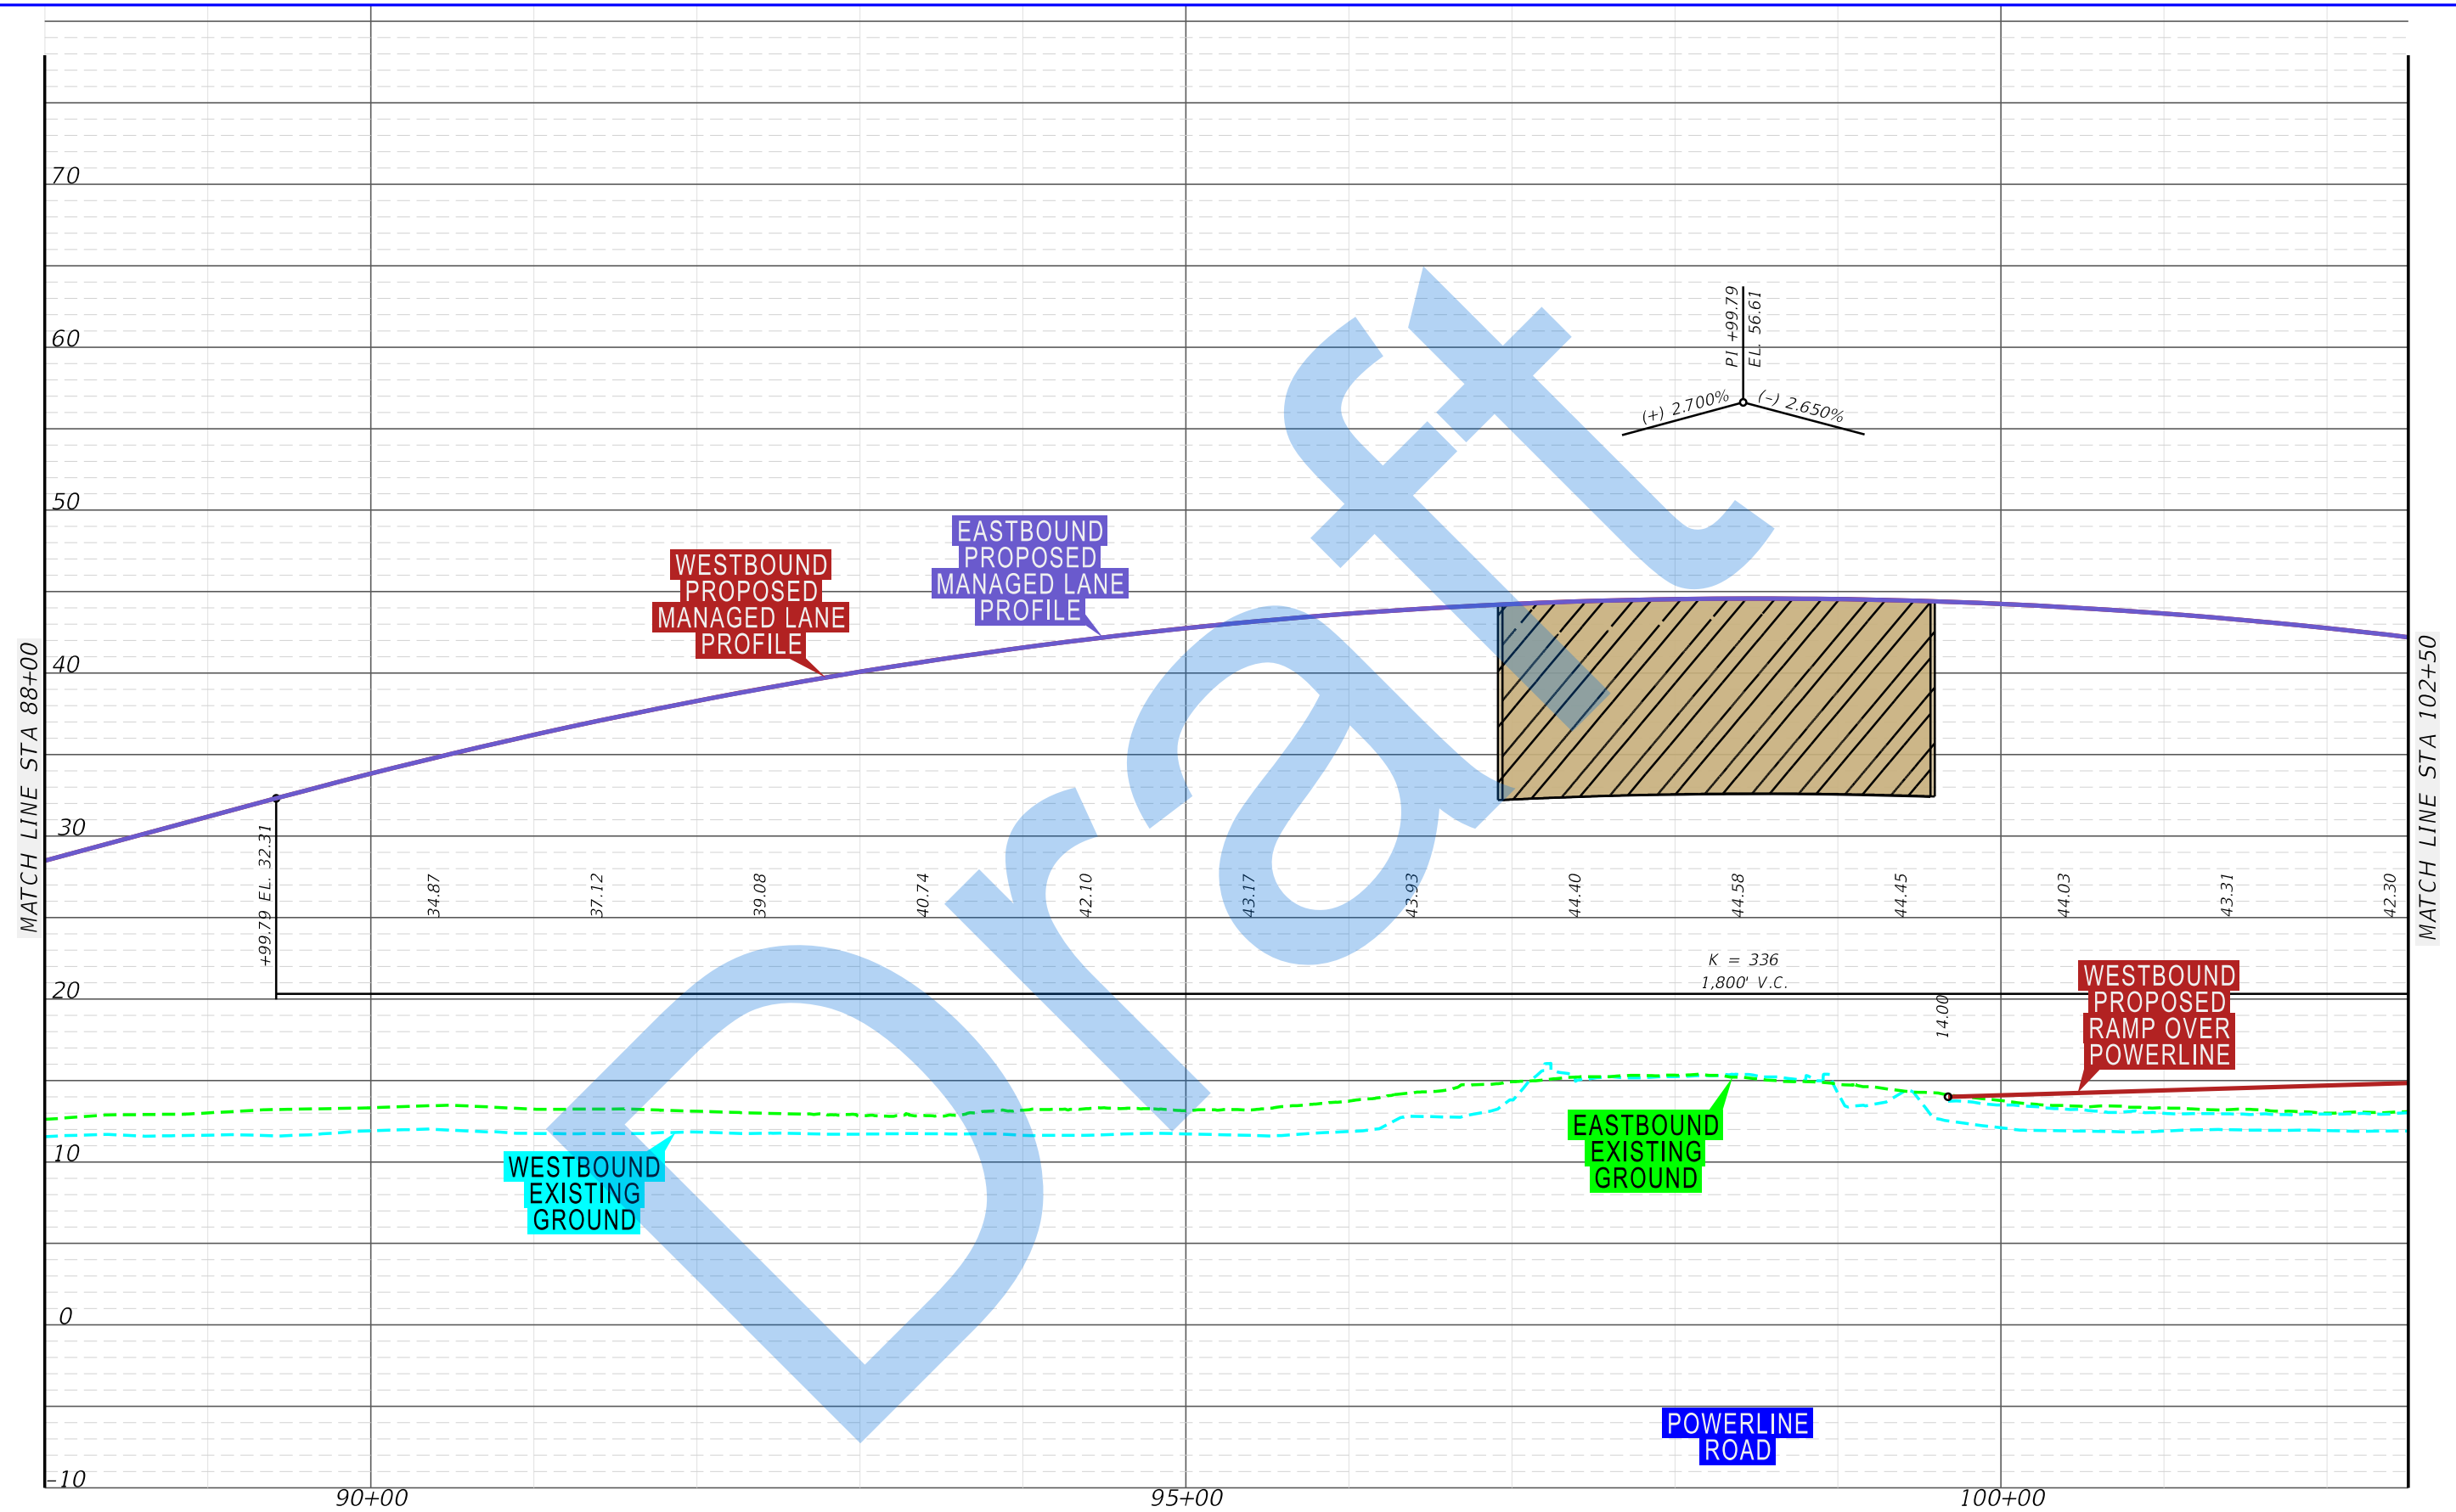 70
60
50
40
30
20
10
0
-10
MATCH LINE STA 88+00
MATCH LINE STA 102+50
PI +99.79
EL. 56.61
(+) 2.700%
(-) 2.650%
EASTBOUND
PROPOSED
MANAGED LANE
PROFILE
WESTBOUND
PROPOSED
MANAGED LANE
PROFILE
+99.79 EL. 32.31
34.87
37.12
39.08
40.74
42.10
43.17
43.93
44.40
44.58
44.45
44.03
43.31
42.30
K = 336
1,800' V.C.
14.00
WESTBOUND
PROPOSED
RAMP OVER
POWERLINE
EASTBOUND
EXISTING
GROUND
WESTBOUND
EXISTING
GROUND
POWERLINE
ROAD
90+00
95+00
100+00
Draft